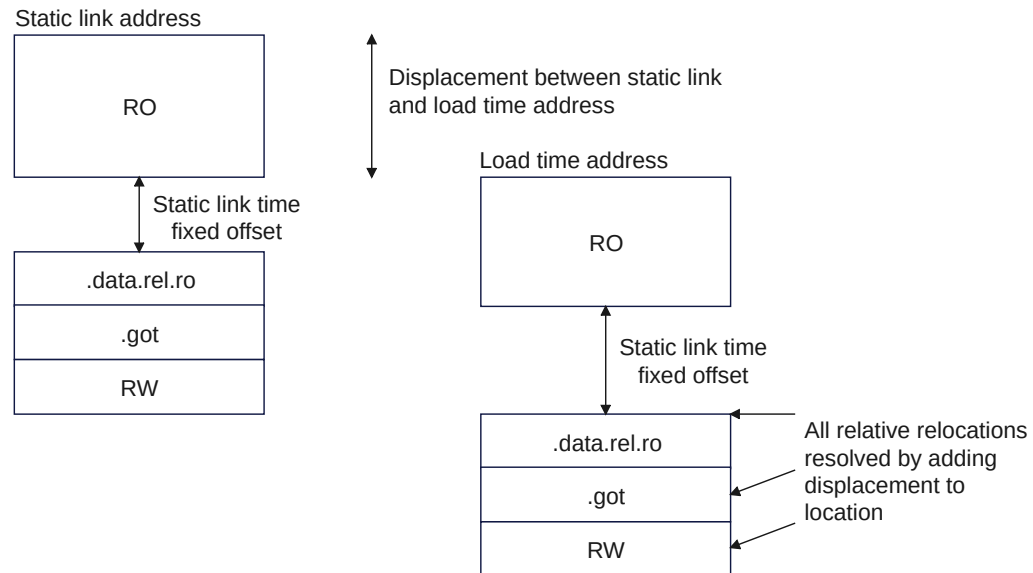 Static link address
RO
Displacement between static link
and load time address
Static link time
fixed offset
.data.rel.ro
.got
RW
Load time address
RO
Static link time
fixed offset
.data.rel.ro
.got
RW
All relative relocations
resolved by adding
displacement to
location